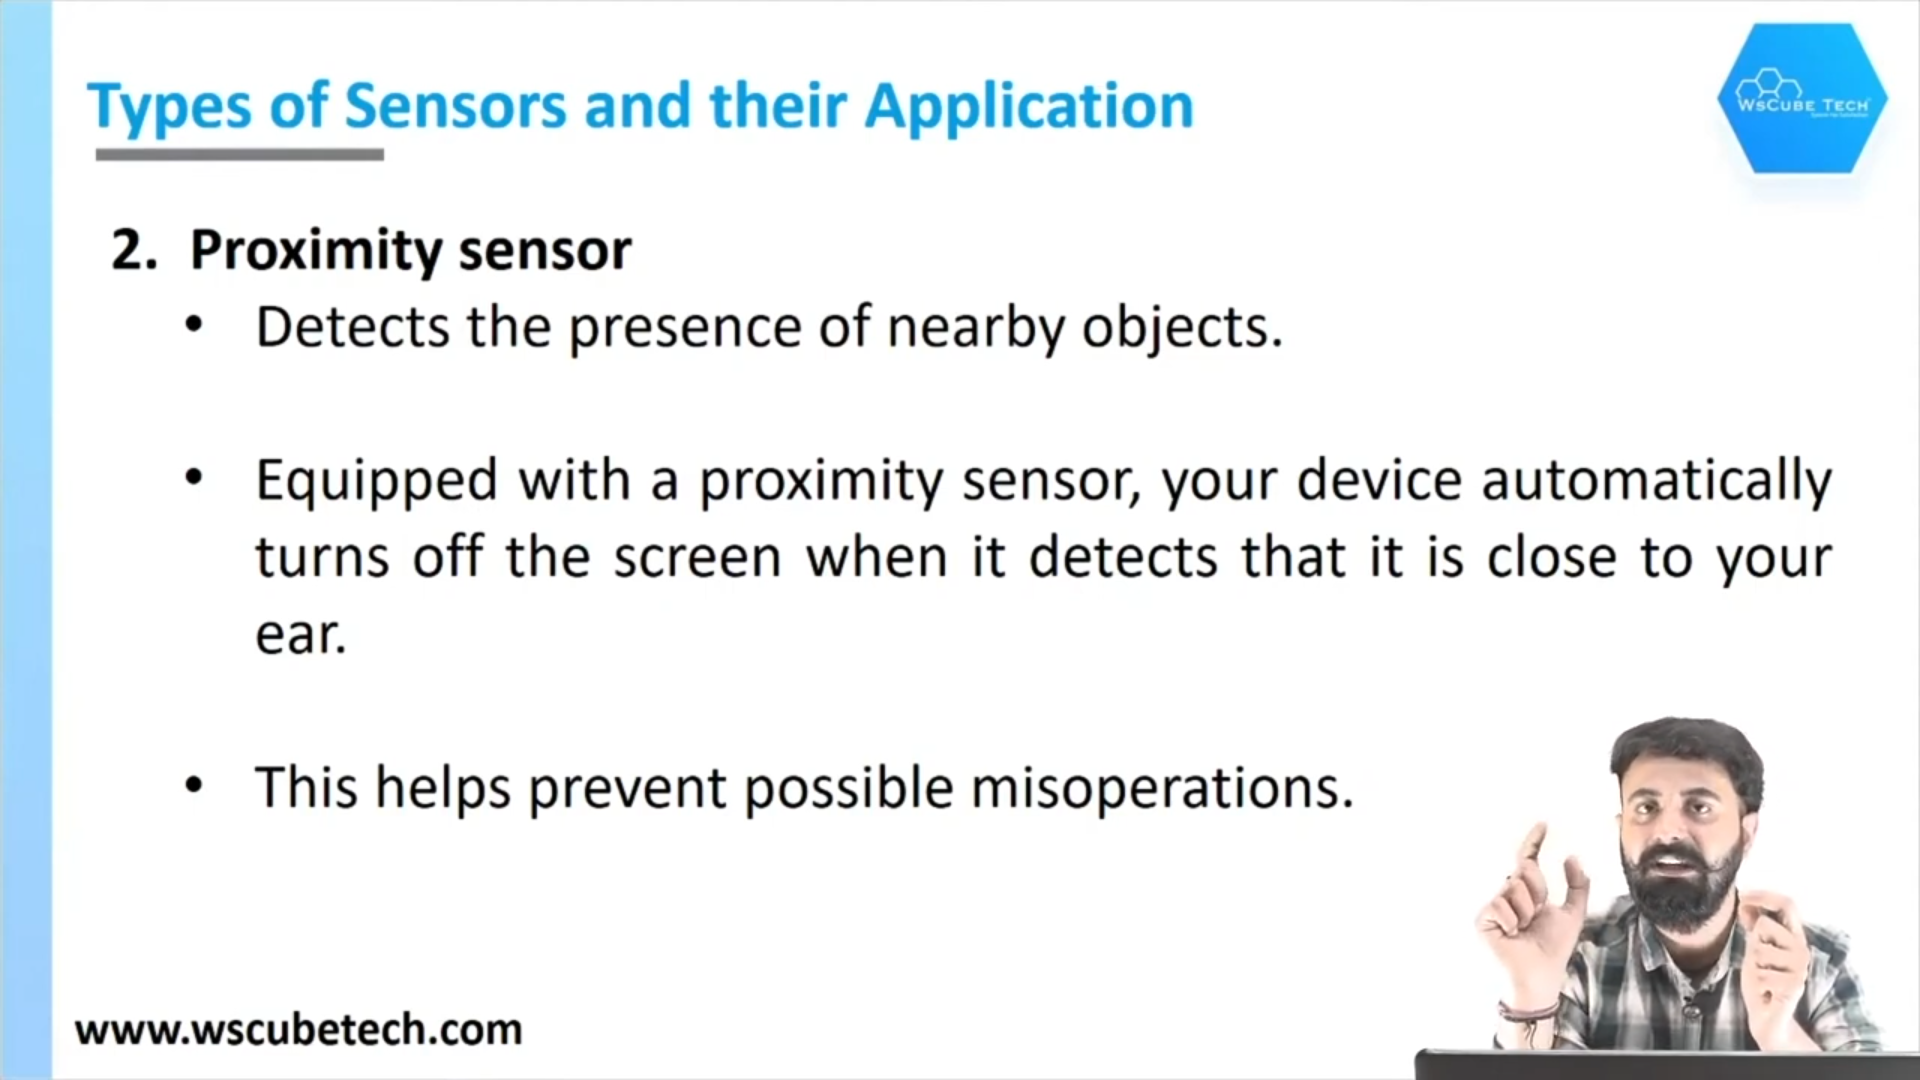 Types of Sensors and their Application
WsCube Tech
2. Proximity sensor
• Detects the presence of nearby objects.
• Equipped with a proximity sensor, your device automatically
turns off the screen when it detects that it is close to your
ear.
• This helps prevent possible misoperations.
www.wscubetech.com